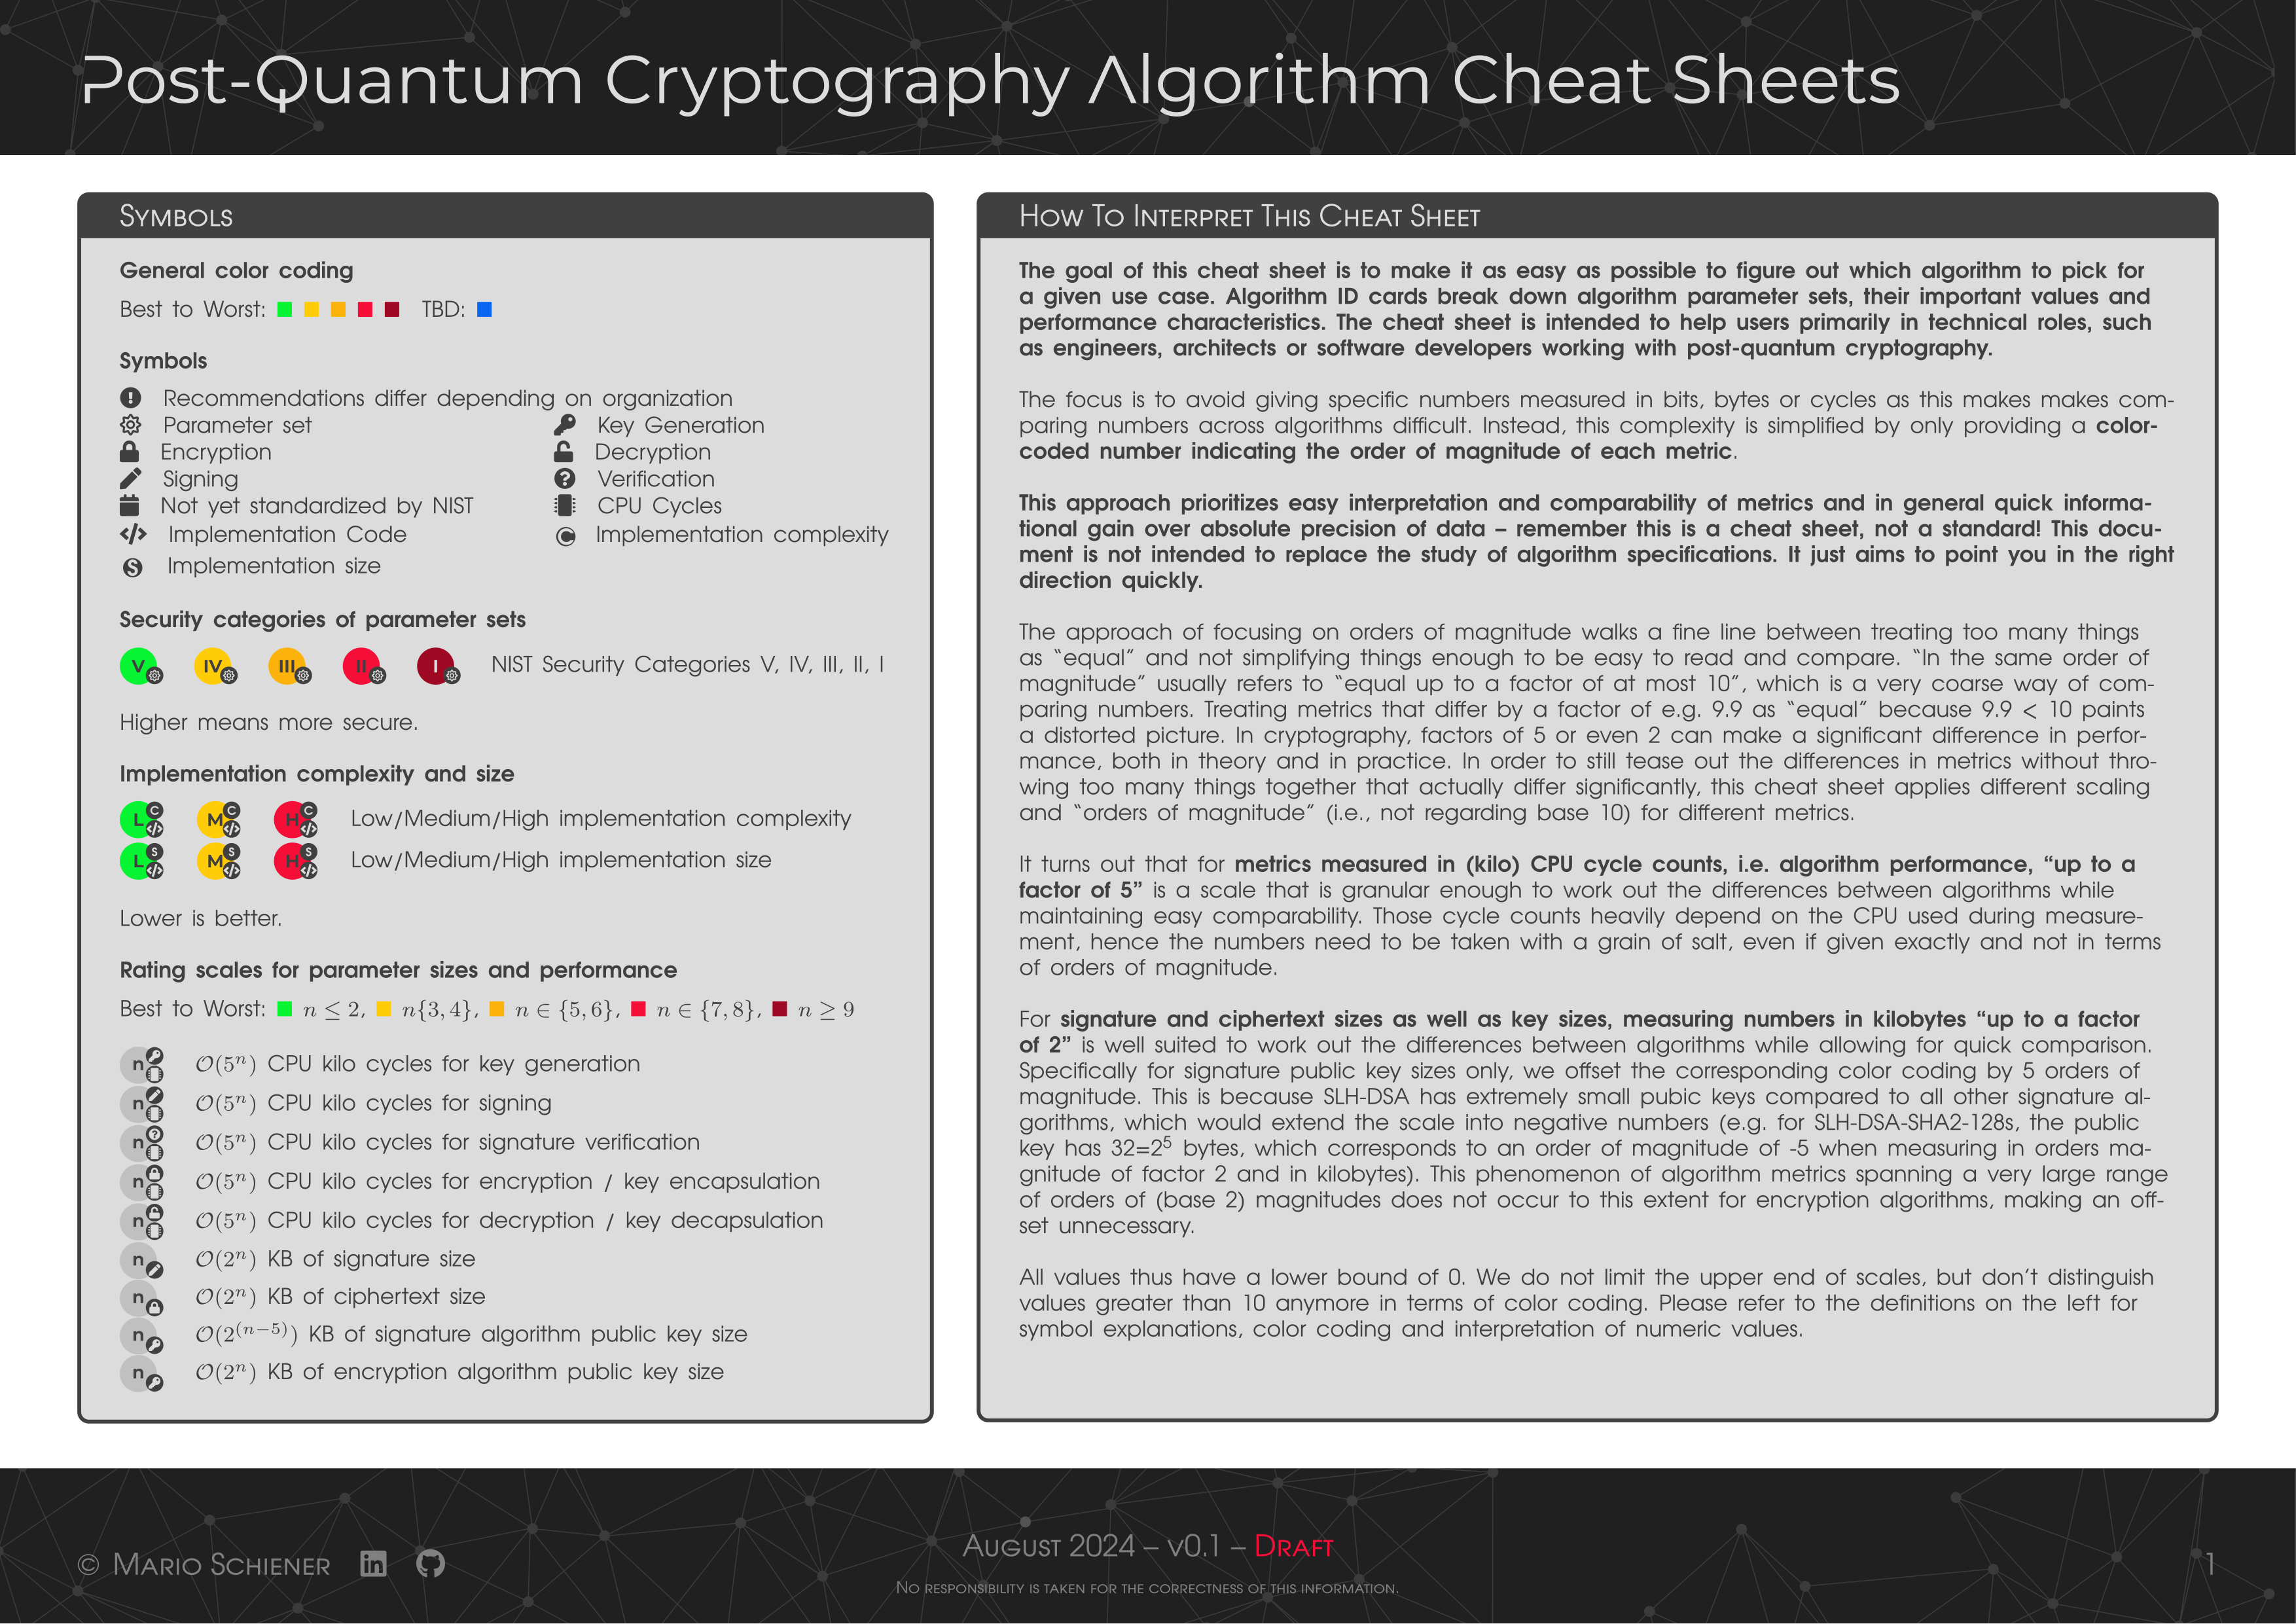 Post-Quantum Cryptography Algorithm Cheat Sheets
Symbols
General color coding
Best to Worst: TBD:
Symbols
Recommendations differ depending on organization
Parameter set Key Generation
Encryption Decryption
Signing Verification
Not yet standardized by NIST CPU Cycles
Implementation Code Implementation complexity
Implementation size
Security categories of parameter sets
V IV III II I NIST Security Categories V, IV, III, II, I
Higher means more secure.
Implementation complexity and size
L C M C H C Low/Medium/High implementation complexity
L S M S H S Low/Medium/High implementation size
Lower is better.
Rating scales for parameter sizes and performance
Best to Worst: n ≤ 2, n{3, 4}, n ∈ {5, 6}, n ∈ {7, 8}, n ≥ 9
n O(5ⁿ) CPU kilo cycles for key generation
n O(5ⁿ) CPU kilo cycles for signing
n O(5ⁿ) CPU kilo cycles for signature verification
n O(5ⁿ) CPU kilo cycles for encryption / key encapsulation
n O(5ⁿ) CPU kilo cycles for decryption / key decapsulation
n O(2ⁿ) KB of signature size
n O(2ⁿ) KB of ciphertext size
n O(2⁽ⁿ⁻⁵⁾) KB of signature algorithm public key size
n O(2ⁿ) KB of encryption algorithm public key size
How To Interpret This Cheat Sheet
The goal of this cheat sheet is to make it as easy as possible to figure out which algorithm to pick for
a given use case. Algorithm ID cards break down algorithm parameter sets, their important values and
performance characteristics. The cheat sheet is intended to help users primarily in technical roles, such
as engineers, architects or software developers working with post-quantum cryptography.
The focus is to avoid giving specific numbers measured in bits, bytes or cycles as this makes makes com-
paring numbers across algorithms difficult. Instead, this complexity is simplified by only providing a color-
coded number indicating the order of magnitude of each metric.
This approach prioritizes easy interpretation and comparability of metrics and in general quick informa-
tional gain over absolute precision of data – remember this is a cheat sheet, not a standard! This docu-
ment is not intended to replace the study of algorithm specifications. It just aims to point you in the right
direction quickly.
The approach of focusing on orders of magnitude walks a fine line between treating too many things
as “equal” and not simplifying things enough to be easy to read and compare. “In the same order of
magnitude” usually refers to “equal up to a factor of at most 10”, which is a very coarse way of com-
paring numbers. Treating metrics that differ by a factor of e.g. 9.9 as “equal” because 9.9 < 10 paints
a distorted picture. In cryptography, factors of 5 or even 2 can make a significant difference in perfor-
mance, both in theory and in practice. In order to still tease out the differences in metrics without thro-
wing too many things together that actually differ significantly, this cheat sheet applies different scaling
and “orders of magnitude” (i.e., not regarding base 10) for different metrics.
It turns out that for metrics measured in (kilo) CPU cycle counts, i.e. algorithm performance, “up to a
factor of 5” is a scale that is granular enough to work out the differences between algorithms while
maintaining easy comparability. Those cycle counts heavily depend on the CPU used during measure-
ment, hence the numbers need to be taken with a grain of salt, even if given exactly and not in terms
of orders of magnitude.
For signature and ciphertext sizes as well as key sizes, measuring numbers in kilobytes “up to a factor
of 2” is well suited to work out the differences between algorithms while allowing for quick comparison.
Specifically for signature public key sizes only, we offset the corresponding color coding by 5 orders of
magnitude. This is because SLH-DSA has extremely small pubic keys compared to all other signature al-
gorithms, which would extend the scale into negative numbers (e.g. for SLH-DSA-SHA2-128s, the public
key has 32=2⁵ bytes, which corresponds to an order of magnitude of -5 when measuring in orders ma-
gnitude of factor 2 and in kilobytes). This phenomenon of algorithm metrics spanning a very large range
of orders of (base 2) magnitudes does not occur to this extent for encryption algorithms, making an off-
set unnecessary.
All values thus have a lower bound of 0. We do not limit the upper end of scales, but don’t distinguish
values greater than 10 anymore in terms of color coding. Please refer to the definitions on the left for
symbol explanations, color coding and interpretation of numeric values.
© Mario Schiener in
August 2024 – v0.1 – Draft
No responsibility is taken for the correctness of this information.
1